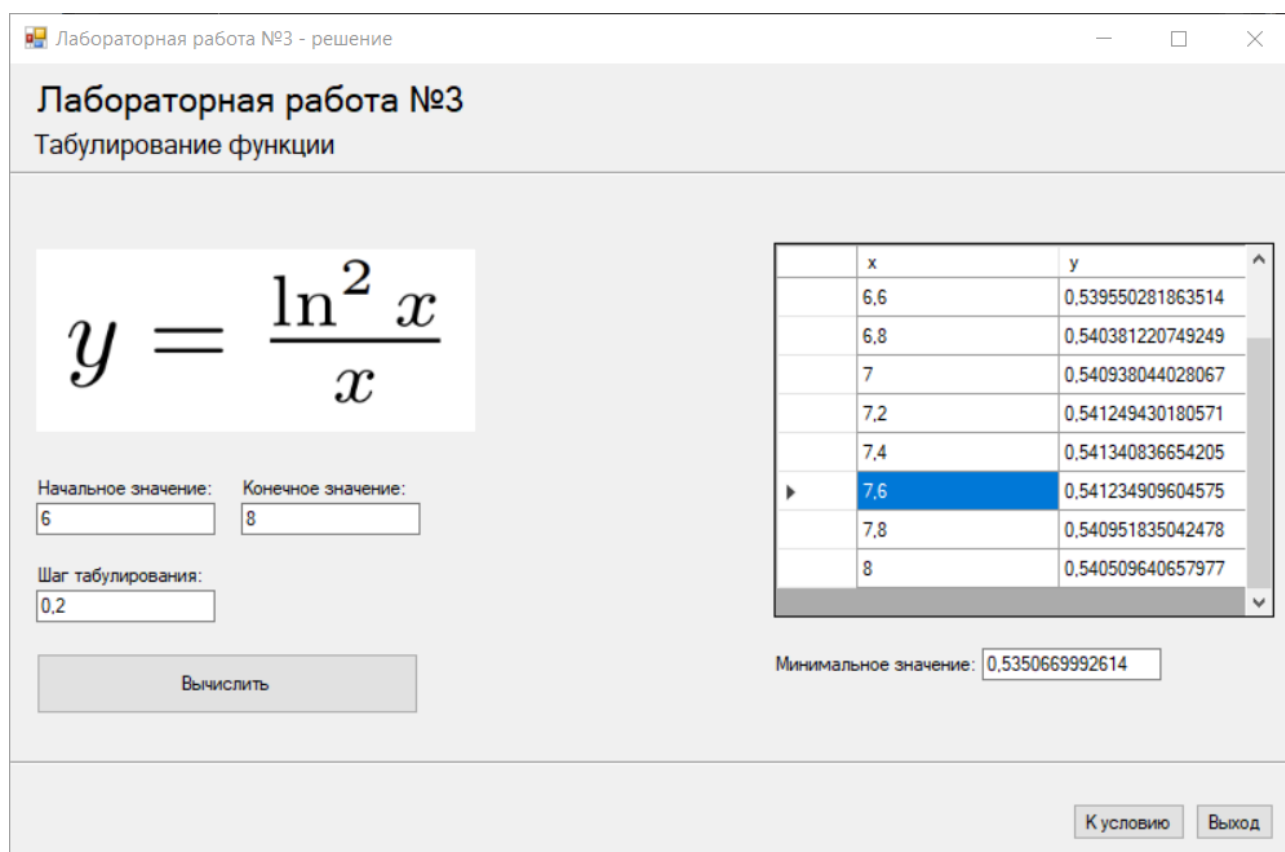 Лабораторная работа №3 - решение
Лабораторная работа №3
Табулирование функции
y = ln² x / x
Начальное значение: Конечное значение:
6 8
Шаг табулирования:
0,2
Вычислить
x y
6,6 0,539550281863514
6,8 0,540381220749249
7 0,540938044028067
7,2 0,541249430180571
7,4 0,541340836654205
7,6 0,541234909604575
7,8 0,540951835042478
8 0,540509640657977
Минимальное значение: 0,5350669992614
К условию Выход